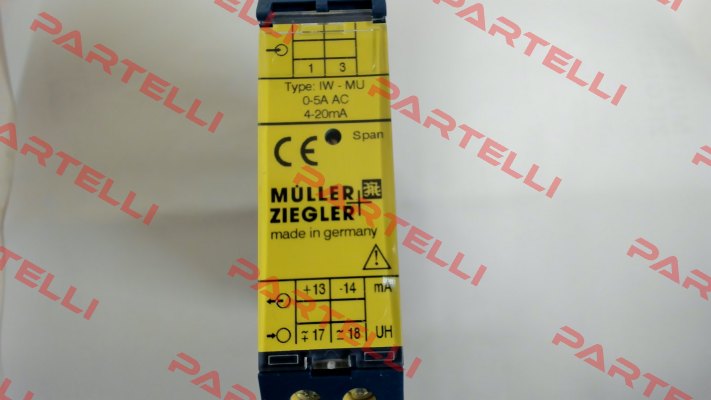 1 3
Type: IW - MU
0-5A AC
4-20mA
Span
CE
MÜLLER
ZIEGLER
made in germany
+13 -14 mA
≂ 17 ≂ 18 UH
PARTELLI
PARTELLI
PARTELLI
PARTELLI
PARTELLI
PARTELLI
PARTELLI
PARTELLI
PARTELLI